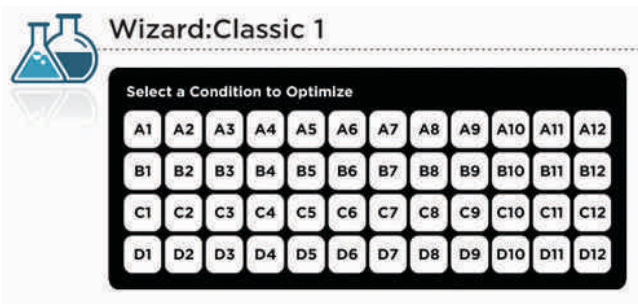 Wizard:Classic 1
Select a Condition to Optimize
A1 A2 A3 A4 A5 A6 A7 A8 A9 A10 A11 A12
B1 B2 B3 B4 B5 B6 B7 B8 B9 B10 B11 B12
C1 C2 C3 C4 C5 C6 C7 C8 C9 C10 C11 C12
D1 D2 D3 D4 D5 D6 D7 D8 D9 D10 D11 D12